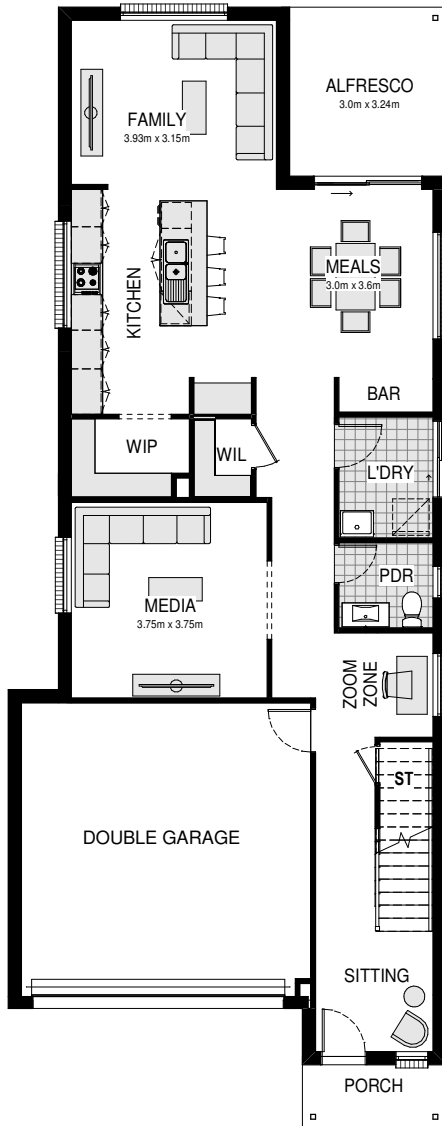 ALFRESCO
3.0m x 3.24m
FAMILY
3.93m x 3.15m
KITCHEN
MEALS
3.0m x 3.6m
BAR
WIP
WIL
L'DRY
PDR
MEDIA
3.75m x 3.75m
ZOOM
ZONE
ST
DOUBLE GARAGE
SITTING
PORCH